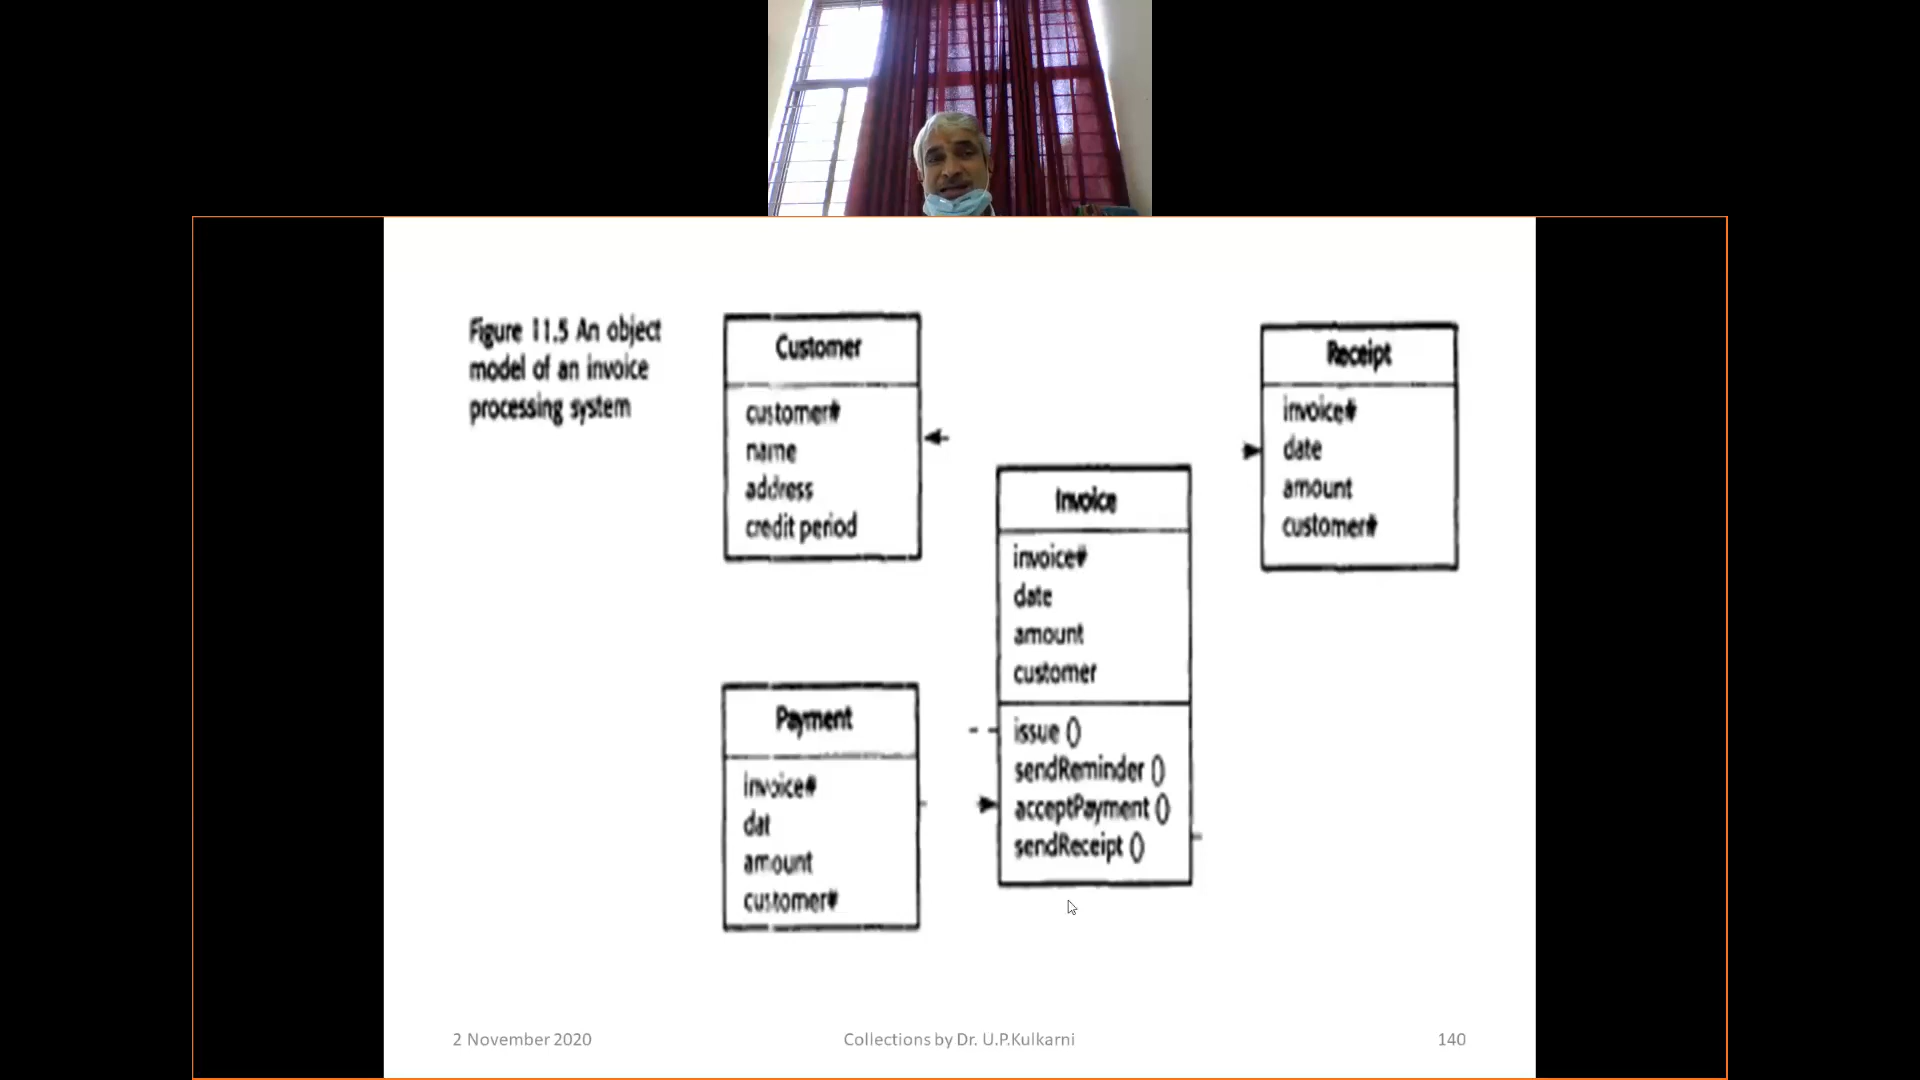 Figure 11.5 An object
model of an invoice
processing system
Customer
customer#
name
address
credit period
Receipt
invoice#
date
amount
customer#
Invoice
invoice#
date
amount
customer
issue ()
sendReminder ()
acceptPayment ()
sendReceipt ()
Payment
invoice#
dat
amount
customer#
2 November 2020
Collections by Dr. U.P.Kulkarni
140